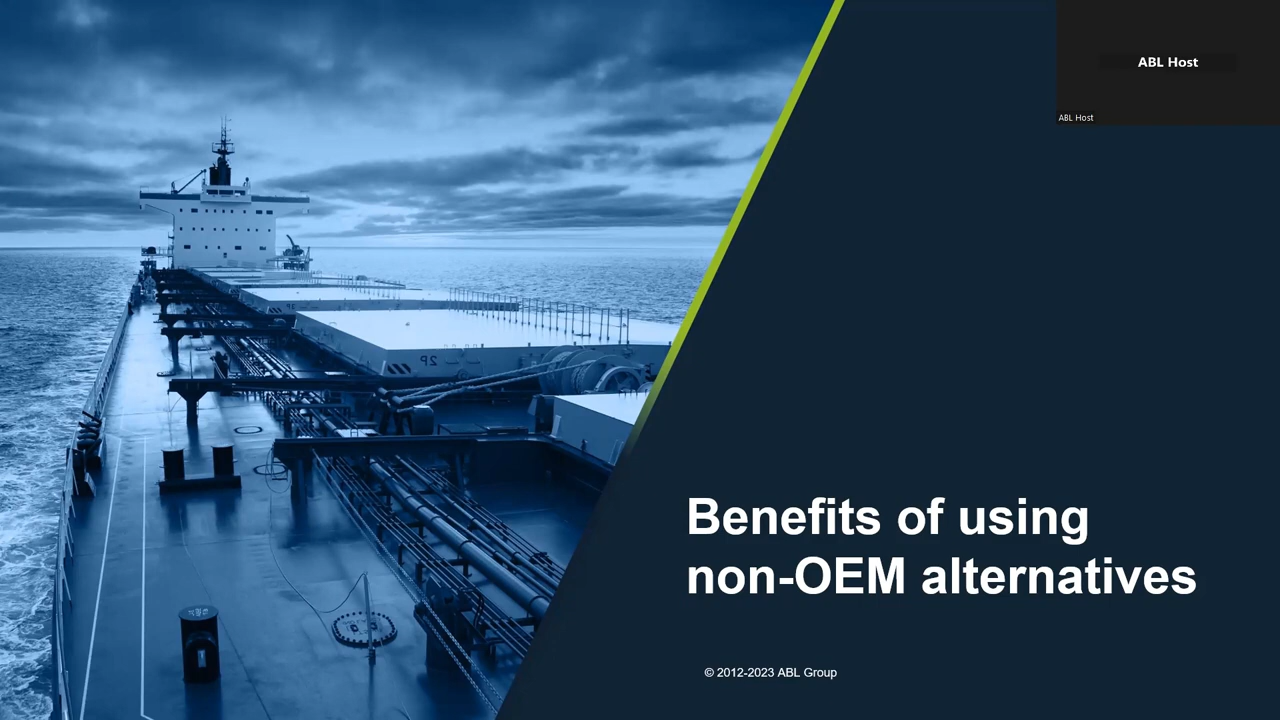 ABL Host
ABL Host
Benefits of using
non-OEM alternatives
© 2012-2023 ABL Group